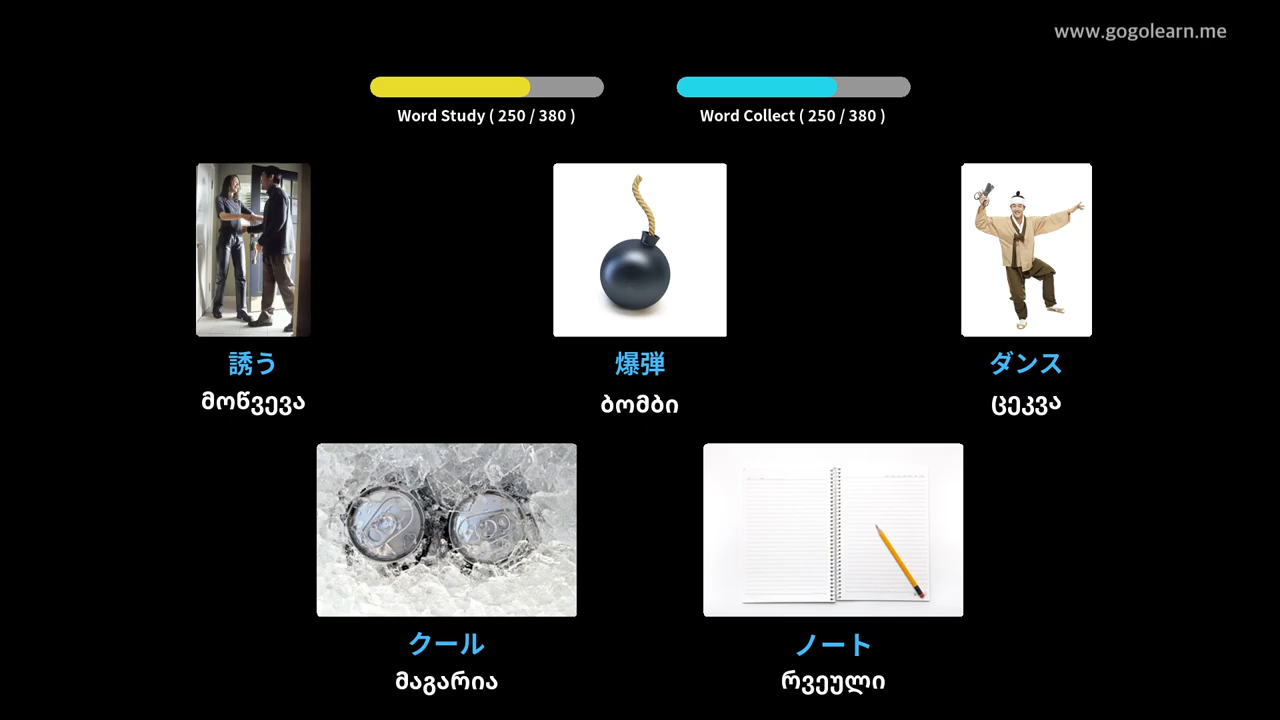 www.gogolearn.me
Word Study ( 250 / 380 )
Word Collect ( 250 / 380 )
誘う
爆弾
ダンス
მოწვევა
ბომბი
ცეკვა
クール
ノート
მაგარია
რვეული